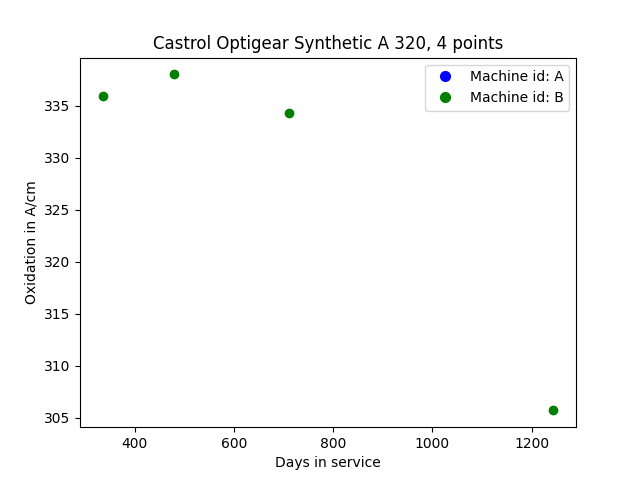 Castrol Optigear Synthetic A 320, 4 points
Machine id: A
Machine id: B
Oxidation in A/cm
335
330
325
320
315
310
305
400 600 800 1000 1200
Days in service